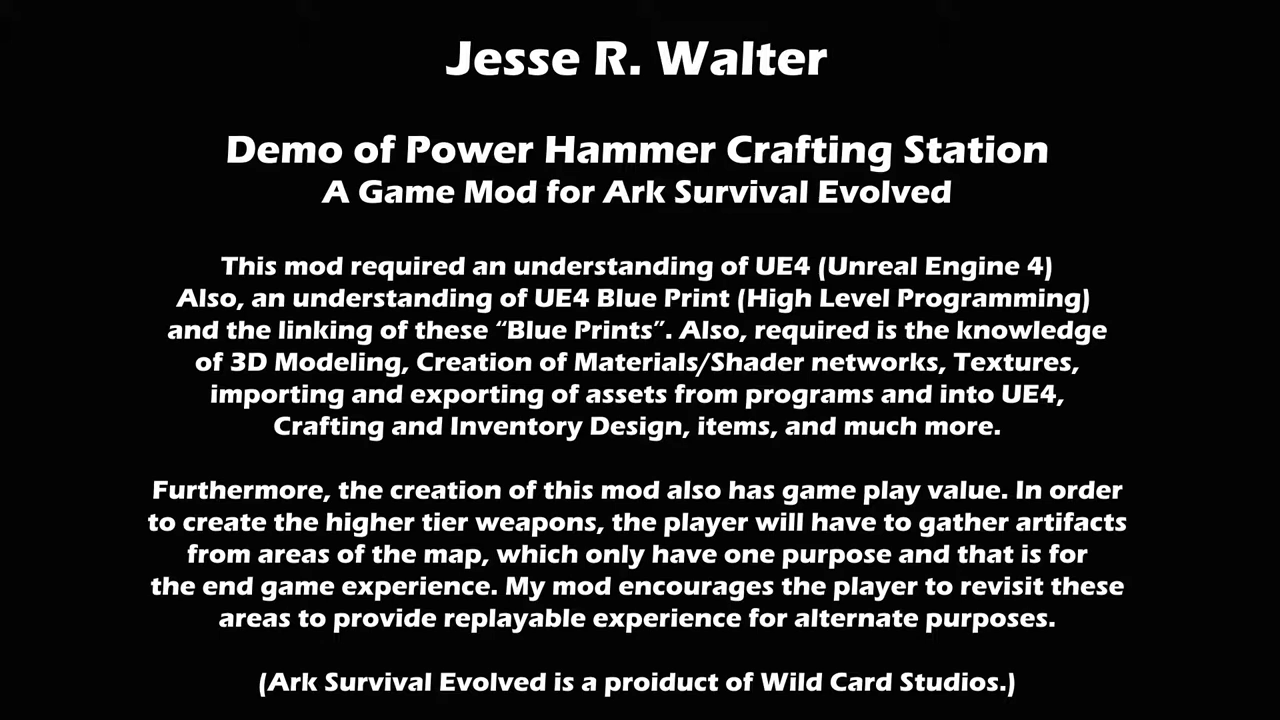 Jesse R. Walter
Demo of Power Hammer Crafting Station
A Game Mod for Ark Survival Evolved
This mod required an understanding of UE4 (Unreal Engine 4)
Also, an understanding of UE4 Blue Print (High Level Programming)
and the linking of these “Blue Prints”. Also, required is the knowledge
of 3D Modeling, Creation of Materials/Shader networks, Textures,
importing and exporting of assets from programs and into UE4,
Crafting and Inventory Design, items, and much more.
Furthermore, the creation of this mod also has game play value. In order
to create the higher tier weapons, the player will have to gather artifacts
from areas of the map, which only have one purpose and that is for
the end game experience. My mod encourages the player to revisit these
areas to provide replayable experience for alternate purposes.
(Ark Survival Evolved is a proiduct of Wild Card Studios.)